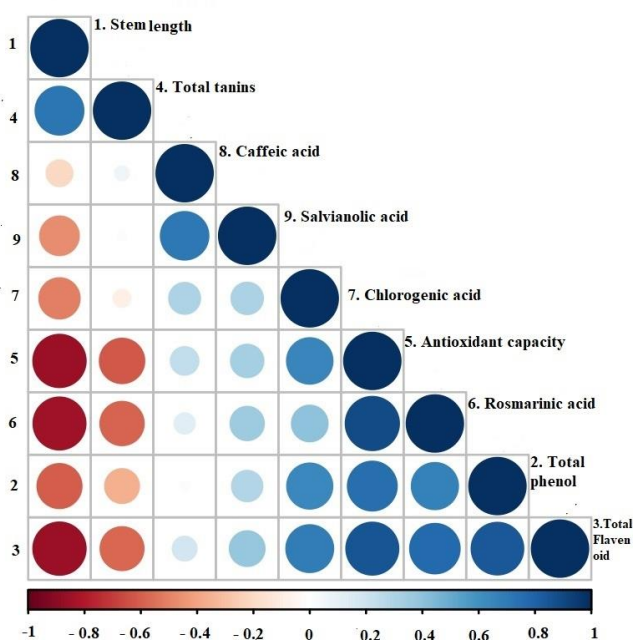 1. Stem length
1
4. Total tanins
4
8. Caffeic acid
8
9. Salvianolic acid
9
7. Chlorogenic acid
7
5. Antioxidant capacity
5
6. Rosmarinic acid
6
2. Total
phenol
2
3.Total
Flaven
oid
3
-1 - 0.8 - 0.6 - 0.4 - 0.2 0 0.2 0.4 0.6 0.8 1